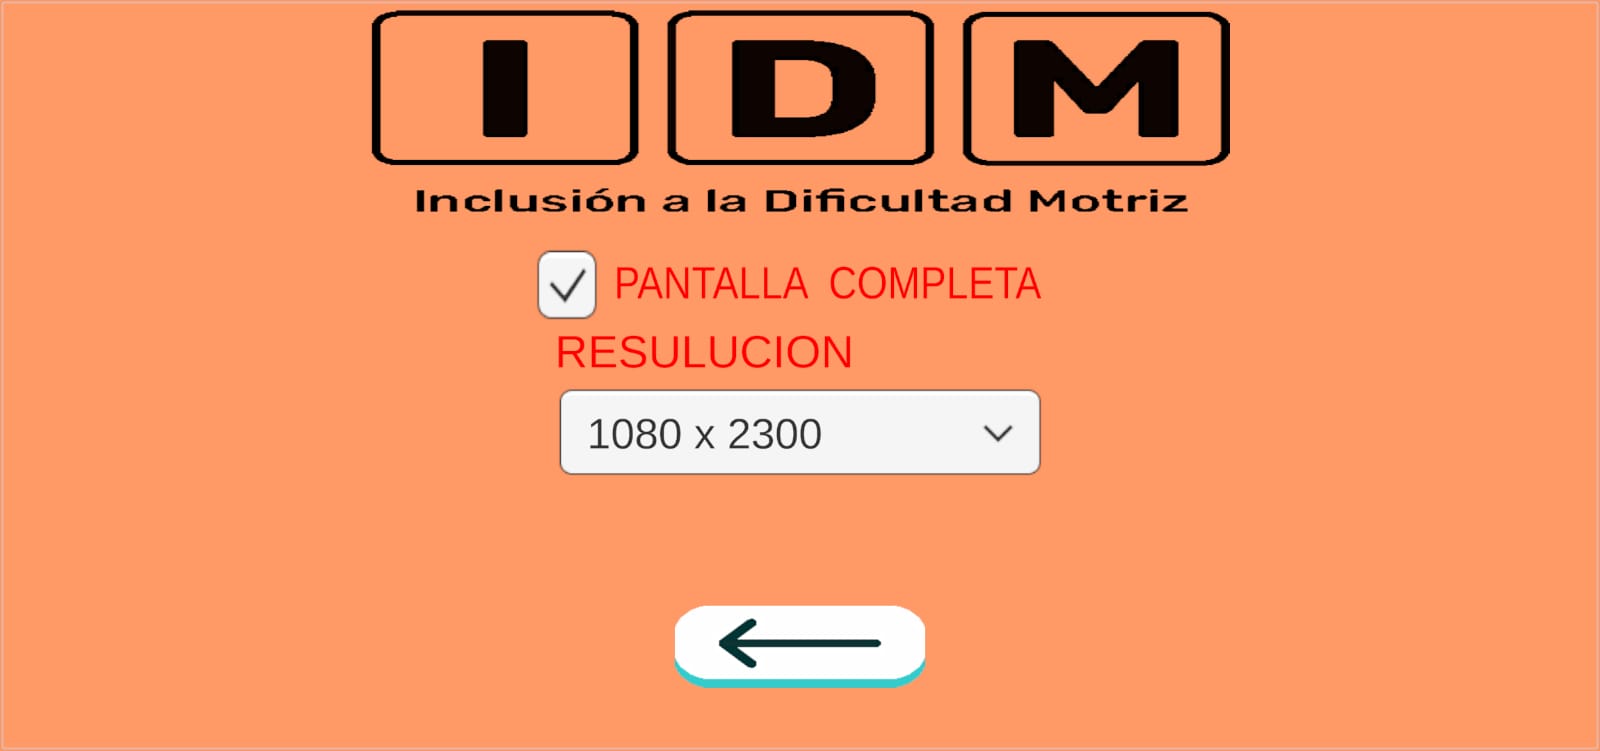 I D M
Inclusión a la Dificultad Motriz
PANTALLA COMPLETA
RESULUCION
1080 x 2300